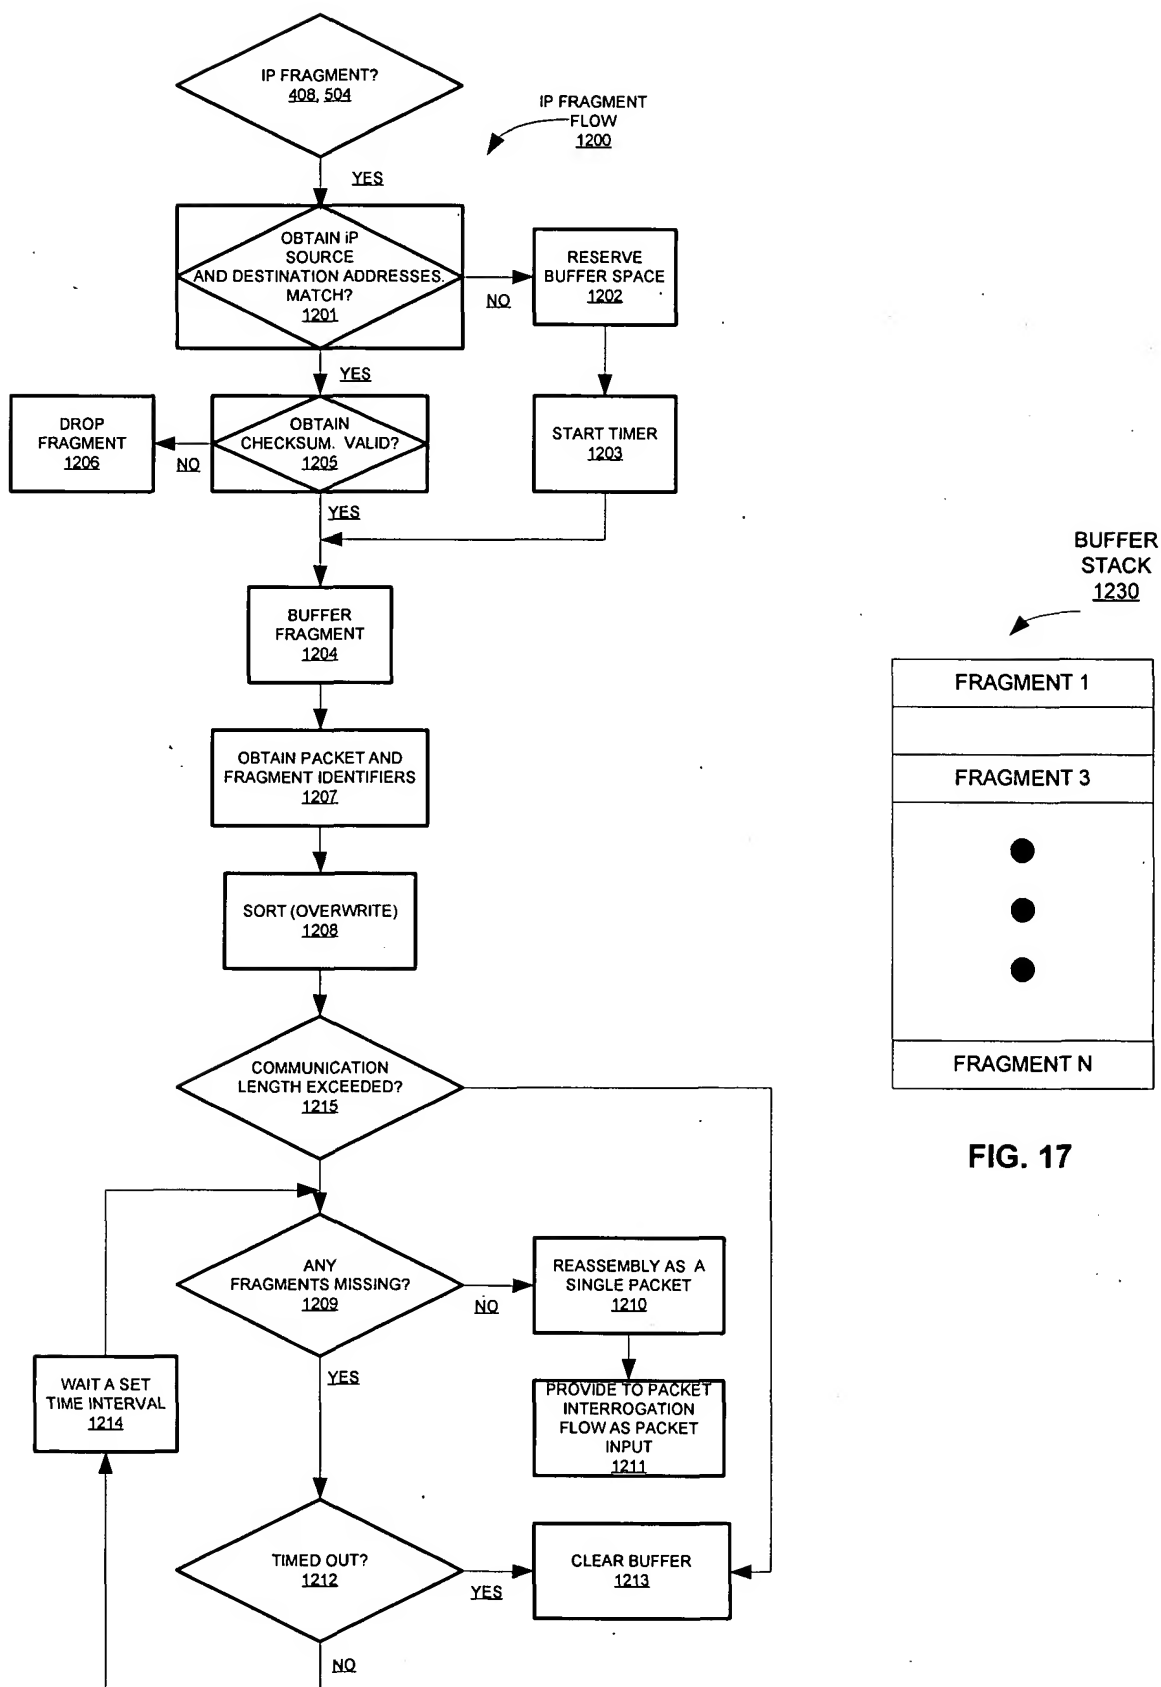 IP FRAGMENT?
408, 504
IP FRAGMENT
FLOW
1200
YES
OBTAIN iP
SOURCE
AND DESTINATION ADDRESSES.
MATCH?
1201
NO
RESERVE
BUFFER SPACE
1202
YES
DROP
FRAGMENT
1206
NO
OBTAIN
CHECKSUM. VALID?
1205
START TIMER
1203
YES
BUFFER
FRAGMENT
1204
OBTAIN PACKET AND
FRAGMENT IDENTIFIERS
1207
SORT (OVERWRITE)
1208
COMMUNICATION
LENGTH EXCEEDED?
1215
ANY
FRAGMENTS MISSING?
1209
NO
REASSEMBLY AS A
SINGLE PACKET
1210
YES
WAIT A SET
TIME INTERVAL
1214
PROVIDE TO PACKET
INTERROGATION
FLOW AS PACKET
INPUT
1211
TIMED OUT?
1212
YES
CLEAR BUFFER
1213
NO
BUFFER
STACK
1230
FRAGMENT 1
FRAGMENT 3
FRAGMENT N
FIG. 17